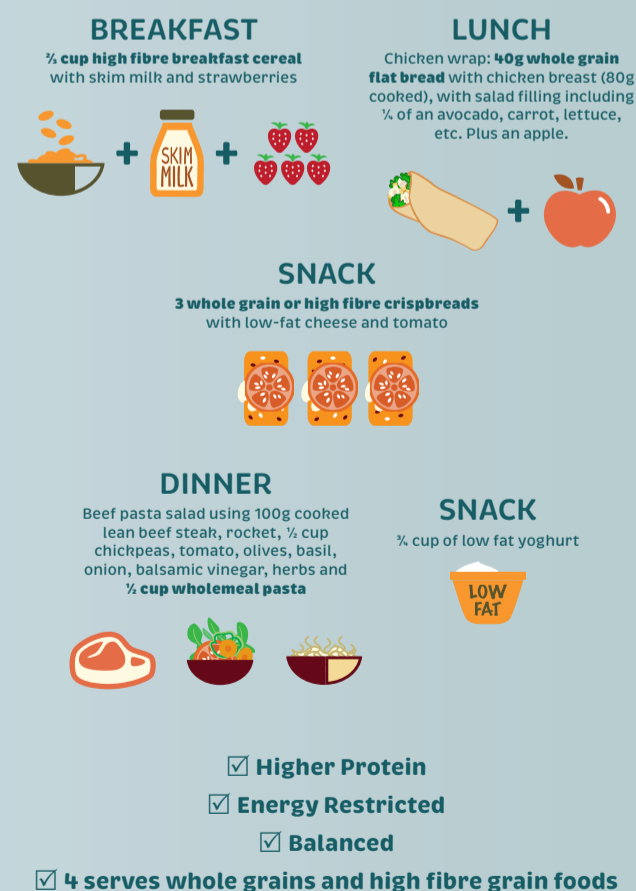 BREAKFAST
⅔ cup high fibre breakfast cereal
with skim milk and strawberries
SKIM
MILK
LUNCH
Chicken wrap: 40g whole grain
flat bread with chicken breast (80g
cooked), with salad filling including
¼ of an avocado, carrot, lettuce,
etc. Plus an apple.
SNACK
3 whole grain or high fibre crispbreads
with low-fat cheese and tomato
DINNER
Beef pasta salad using 100g cooked
lean beef steak, rocket, ½ cup
chickpeas, tomato, olives, basil,
onion, balsamic vinegar, herbs and
½ cup wholemeal pasta
SNACK
¾ cup of low fat yoghurt
LOW
FAT
☑ Higher Protein
☑ Energy Restricted
☑ Balanced
☑ 4 serves whole grains and high fibre grain foods